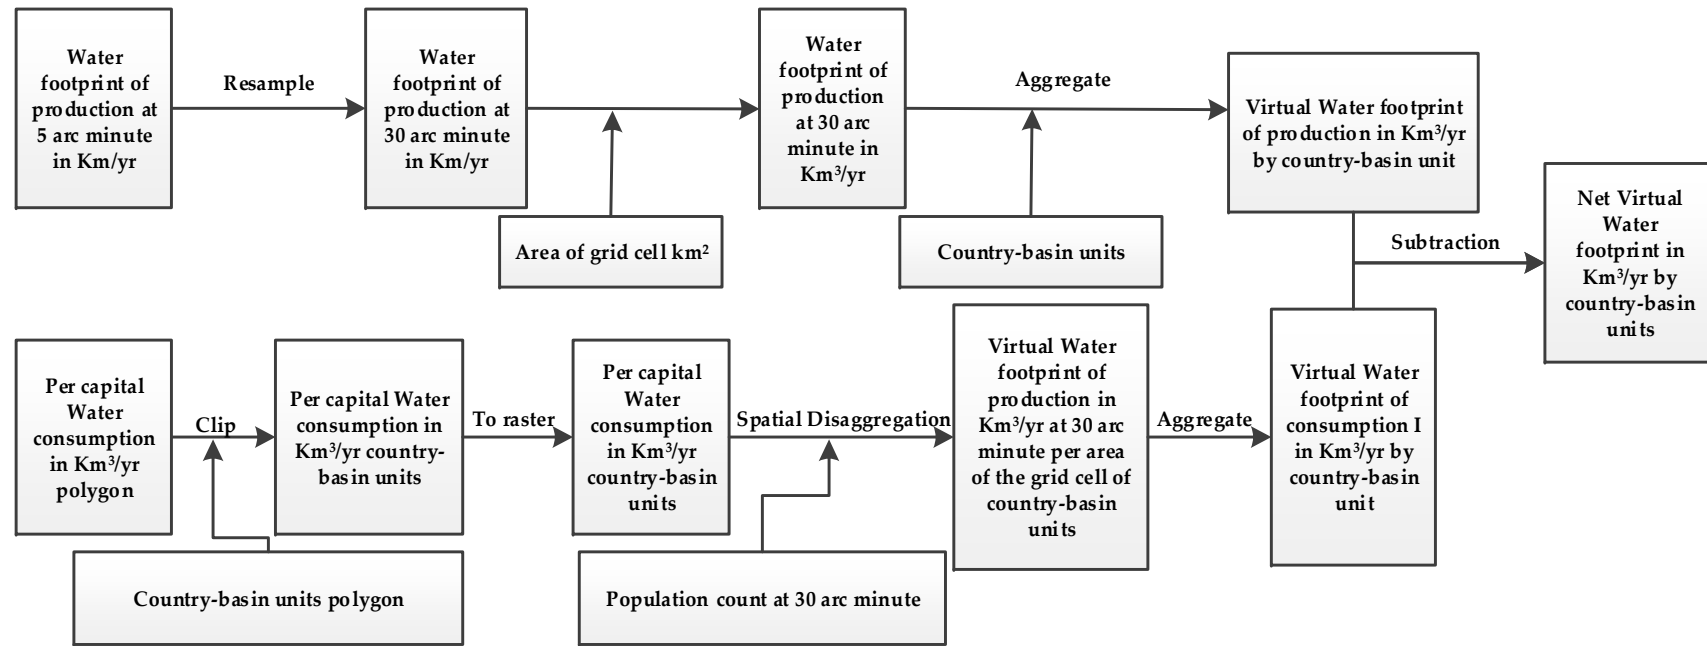 Water
footprint of
production at
5 arc minute
in Km/yr
Resample
Water
footprint of
production at
30 arc minute
in Km/yr
Area of grid cell km²
Water
footprint of
production
at 30 arc
minute in
Km³/yr
Aggregate
Country-basin units
Virtual Water footprint
of production in Km³/yr
by country-basin unit
Subtraction
Net Virtual
Water
footprint in
Km³/yr by
country-basin
units
Per capital
Water
consumption
in Km³/yr
polygon
Clip
Country-basin units polygon
Per capital Water
consumption in
Km³/yr country-
basin units
To raster
Per capital
Water
consumption
in Km³/yr
country-basin
units
Spatial Disaggregation
Population count at 30 arc minute
Virtual Water
footprint of
production in
Km³/yr at 30 arc
minute per area
of the grid cell of
country-basin
units
Aggregate
Virtual Water
footprint of
consumption I
in Km³/yr by
country-basin
unit